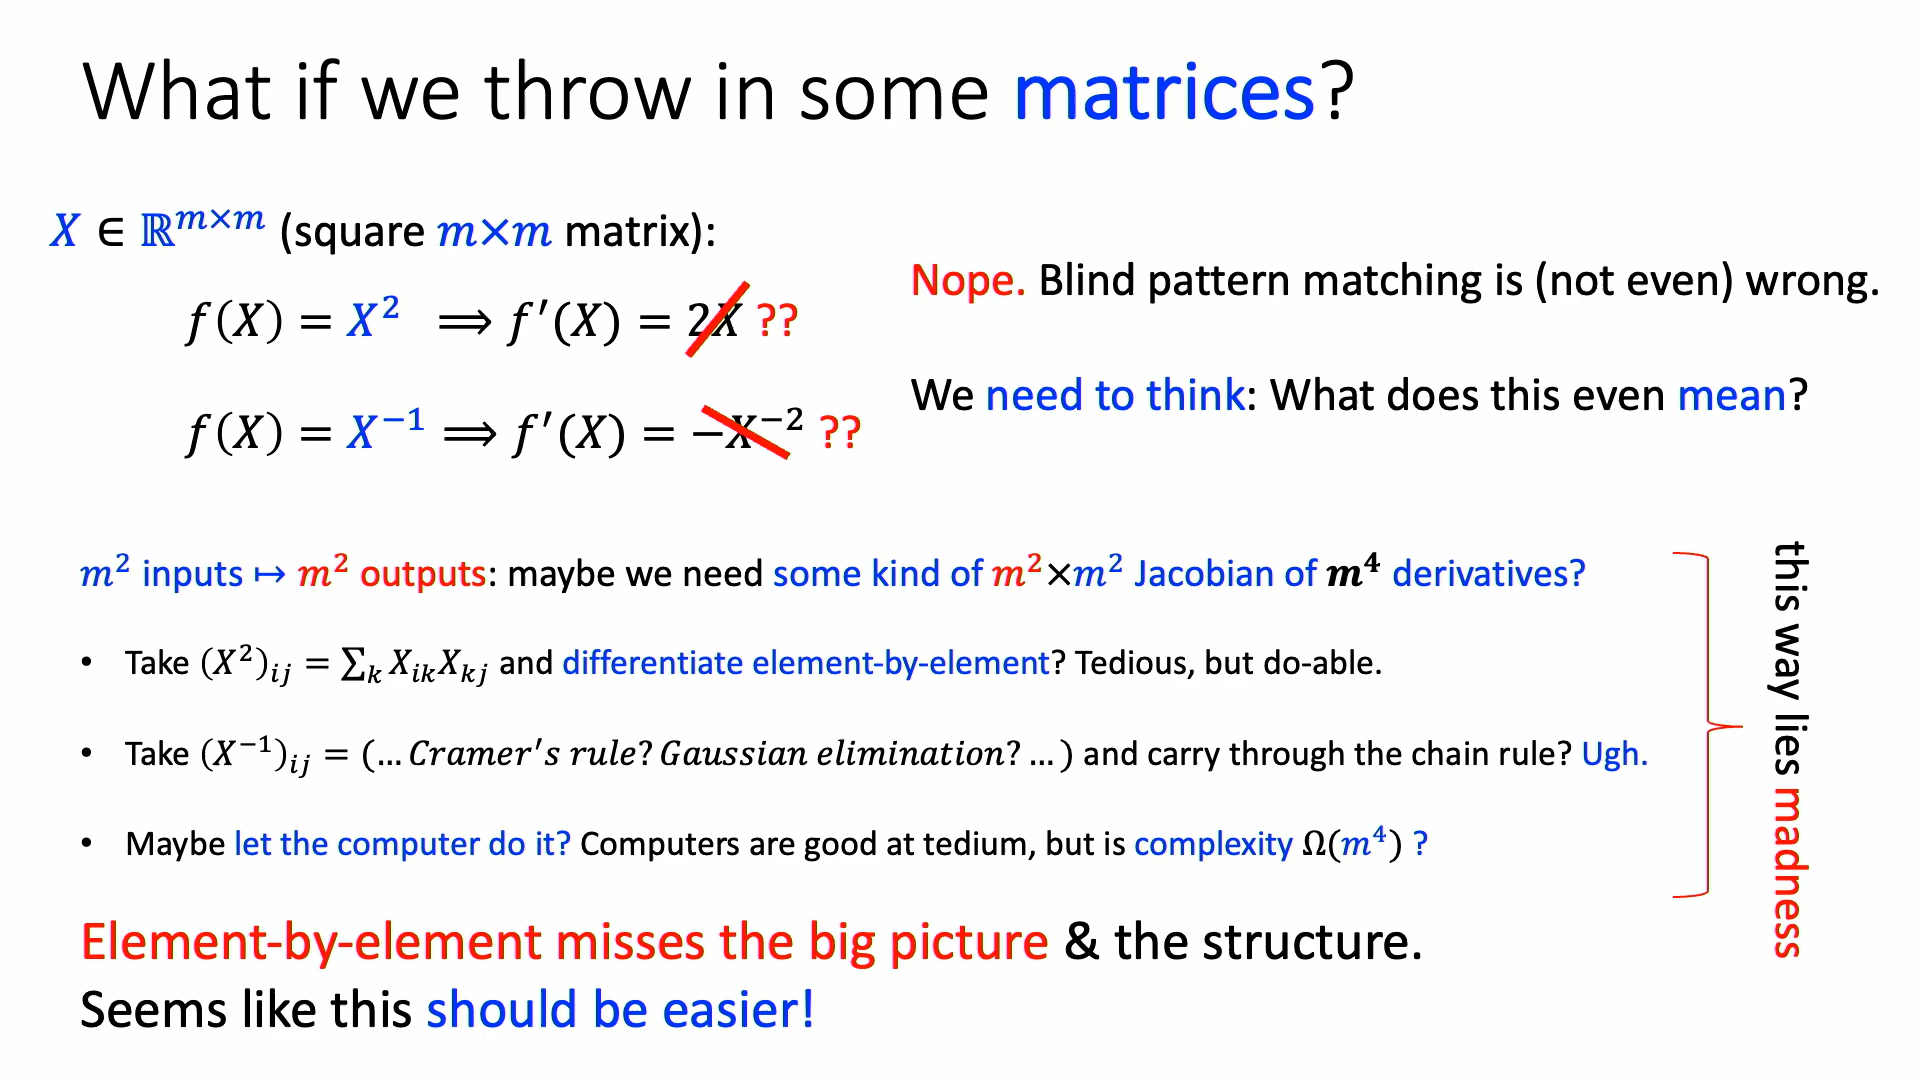 What if we throw in some matrices?
X ∈ ℝ^{m×m} (square m×m matrix):
f(X) = X² ⟹ f′(X) = 2X ??
f(X) = X⁻¹ ⟹ f′(X) = −X⁻² ??
Nope. Blind pattern matching is (not even) wrong.
We need to think: What does this even mean?
m² inputs ↦ m² outputs: maybe we need some kind of m²×m² Jacobian of m⁴ derivatives?
• Take (X²)_{ij} = ∑_k X_{ik}X_{kj} and differentiate element-by-element? Tedious, but do-able.
• Take (X⁻¹)_{ij} = (… Cramer′s rule? Gaussian elimination? … ) and carry through the chain rule? Ugh.
• Maybe let the computer do it? Computers are good at tedium, but is complexity Ω(m⁴) ?
this way lies madness
Element-by-element misses the big picture & the structure.
Seems like this should be easier!